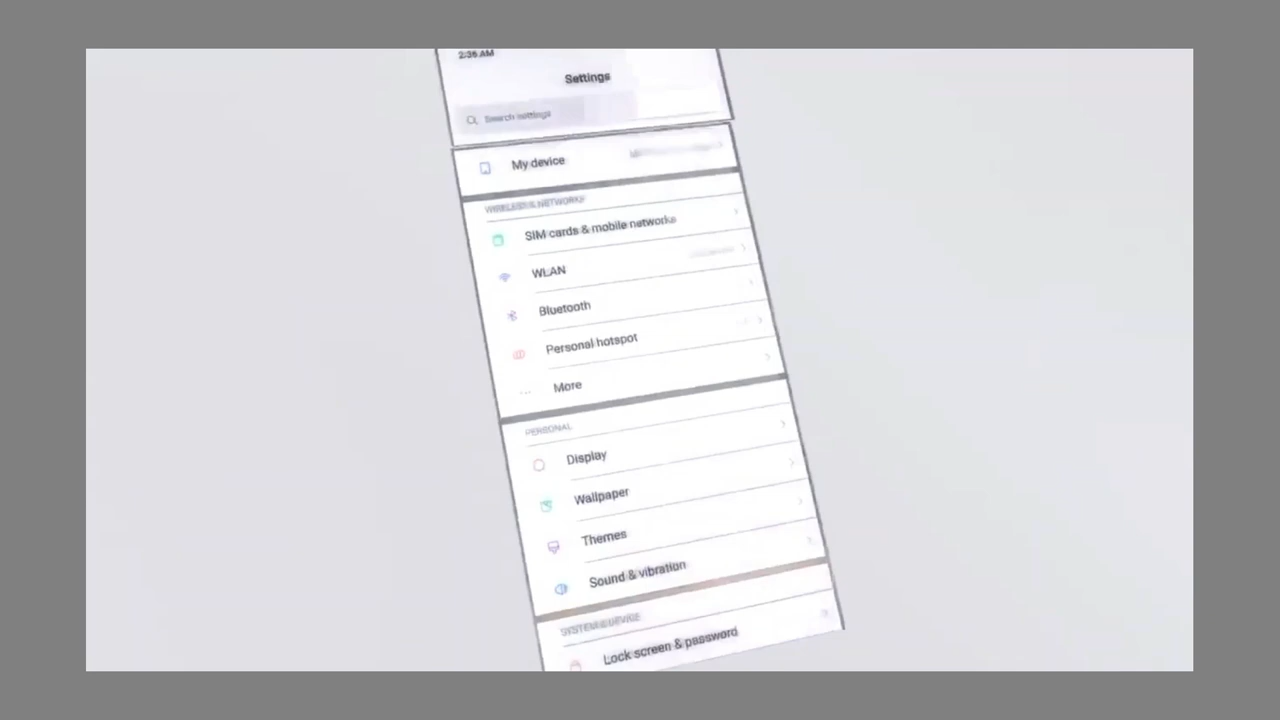 2:36 AM
Settings
Search settings
My device
WIRELESS & NETWORKS
SIM cards & mobile networks
WLAN
Bluetooth
Personal hotspot
More
PERSONAL
Display
Wallpaper
Themes
Sound & vibration
SYSTEM & DEVICE
Lock screen & password